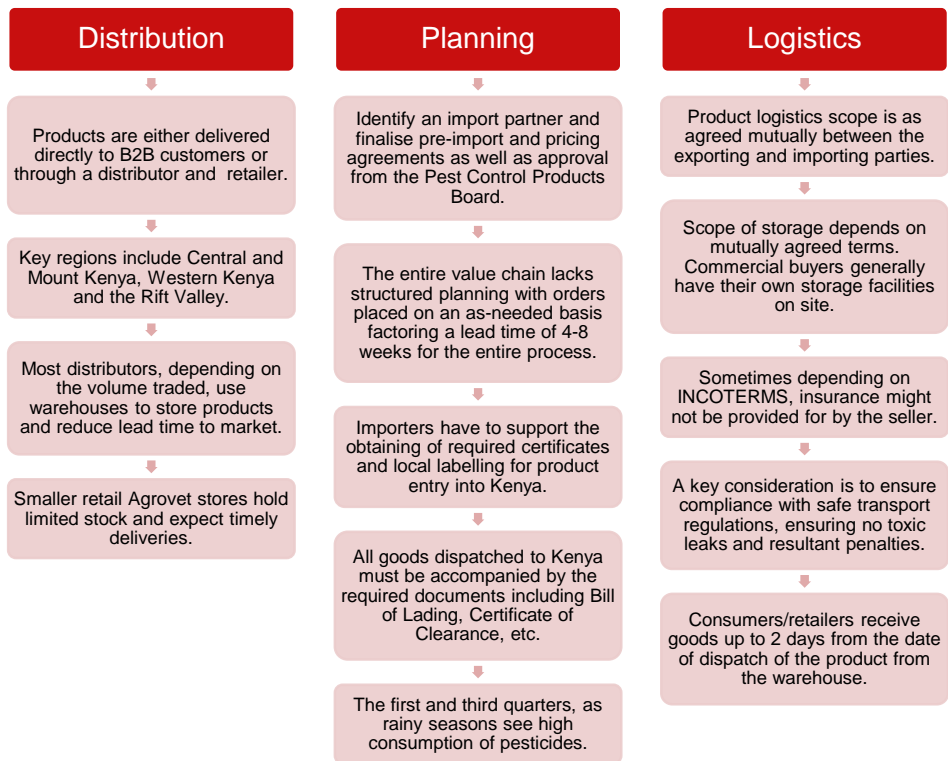 Distribution
Products are either delivered
directly to B2B customers or
through a distributor and retailer.
Key regions include Central and
Mount Kenya, Western Kenya
and the Rift Valley.
Most distributors, depending on
the volume traded, use
warehouses to store products
and reduce lead time to market.
Smaller retail Agrovet stores hold
limited stock and expect timely
deliveries.
Planning
Identify an import partner and
finalise pre-import and pricing
agreements as well as approval
from the Pest Control Products
Board.
The entire value chain lacks
structured planning with orders
placed on an as-needed basis
factoring a lead time of 4-8
weeks for the entire process.
Importers have to support the
obtaining of required certificates
and local labelling for product
entry into Kenya.
All goods dispatched to Kenya
must be accompanied by the
required documents including Bill
of Lading, Certificate of
Clearance, etc.
The first and third quarters, as
rainy seasons see high
consumption of pesticides.
Logistics
Product logistics scope is as
agreed mutually between the
exporting and importing parties.
Scope of storage depends on
mutually agreed terms.
Commercial buyers generally
have their own storage facilities
on site.
Sometimes depending on
INCOTERMS, insurance might
not be provided for by the seller.
A key consideration is to ensure
compliance with safe transport
regulations, ensuring no toxic
leaks and resultant penalties.
Consumers/retailers receive
goods up to 2 days from the date
of dispatch of the product from
the warehouse.